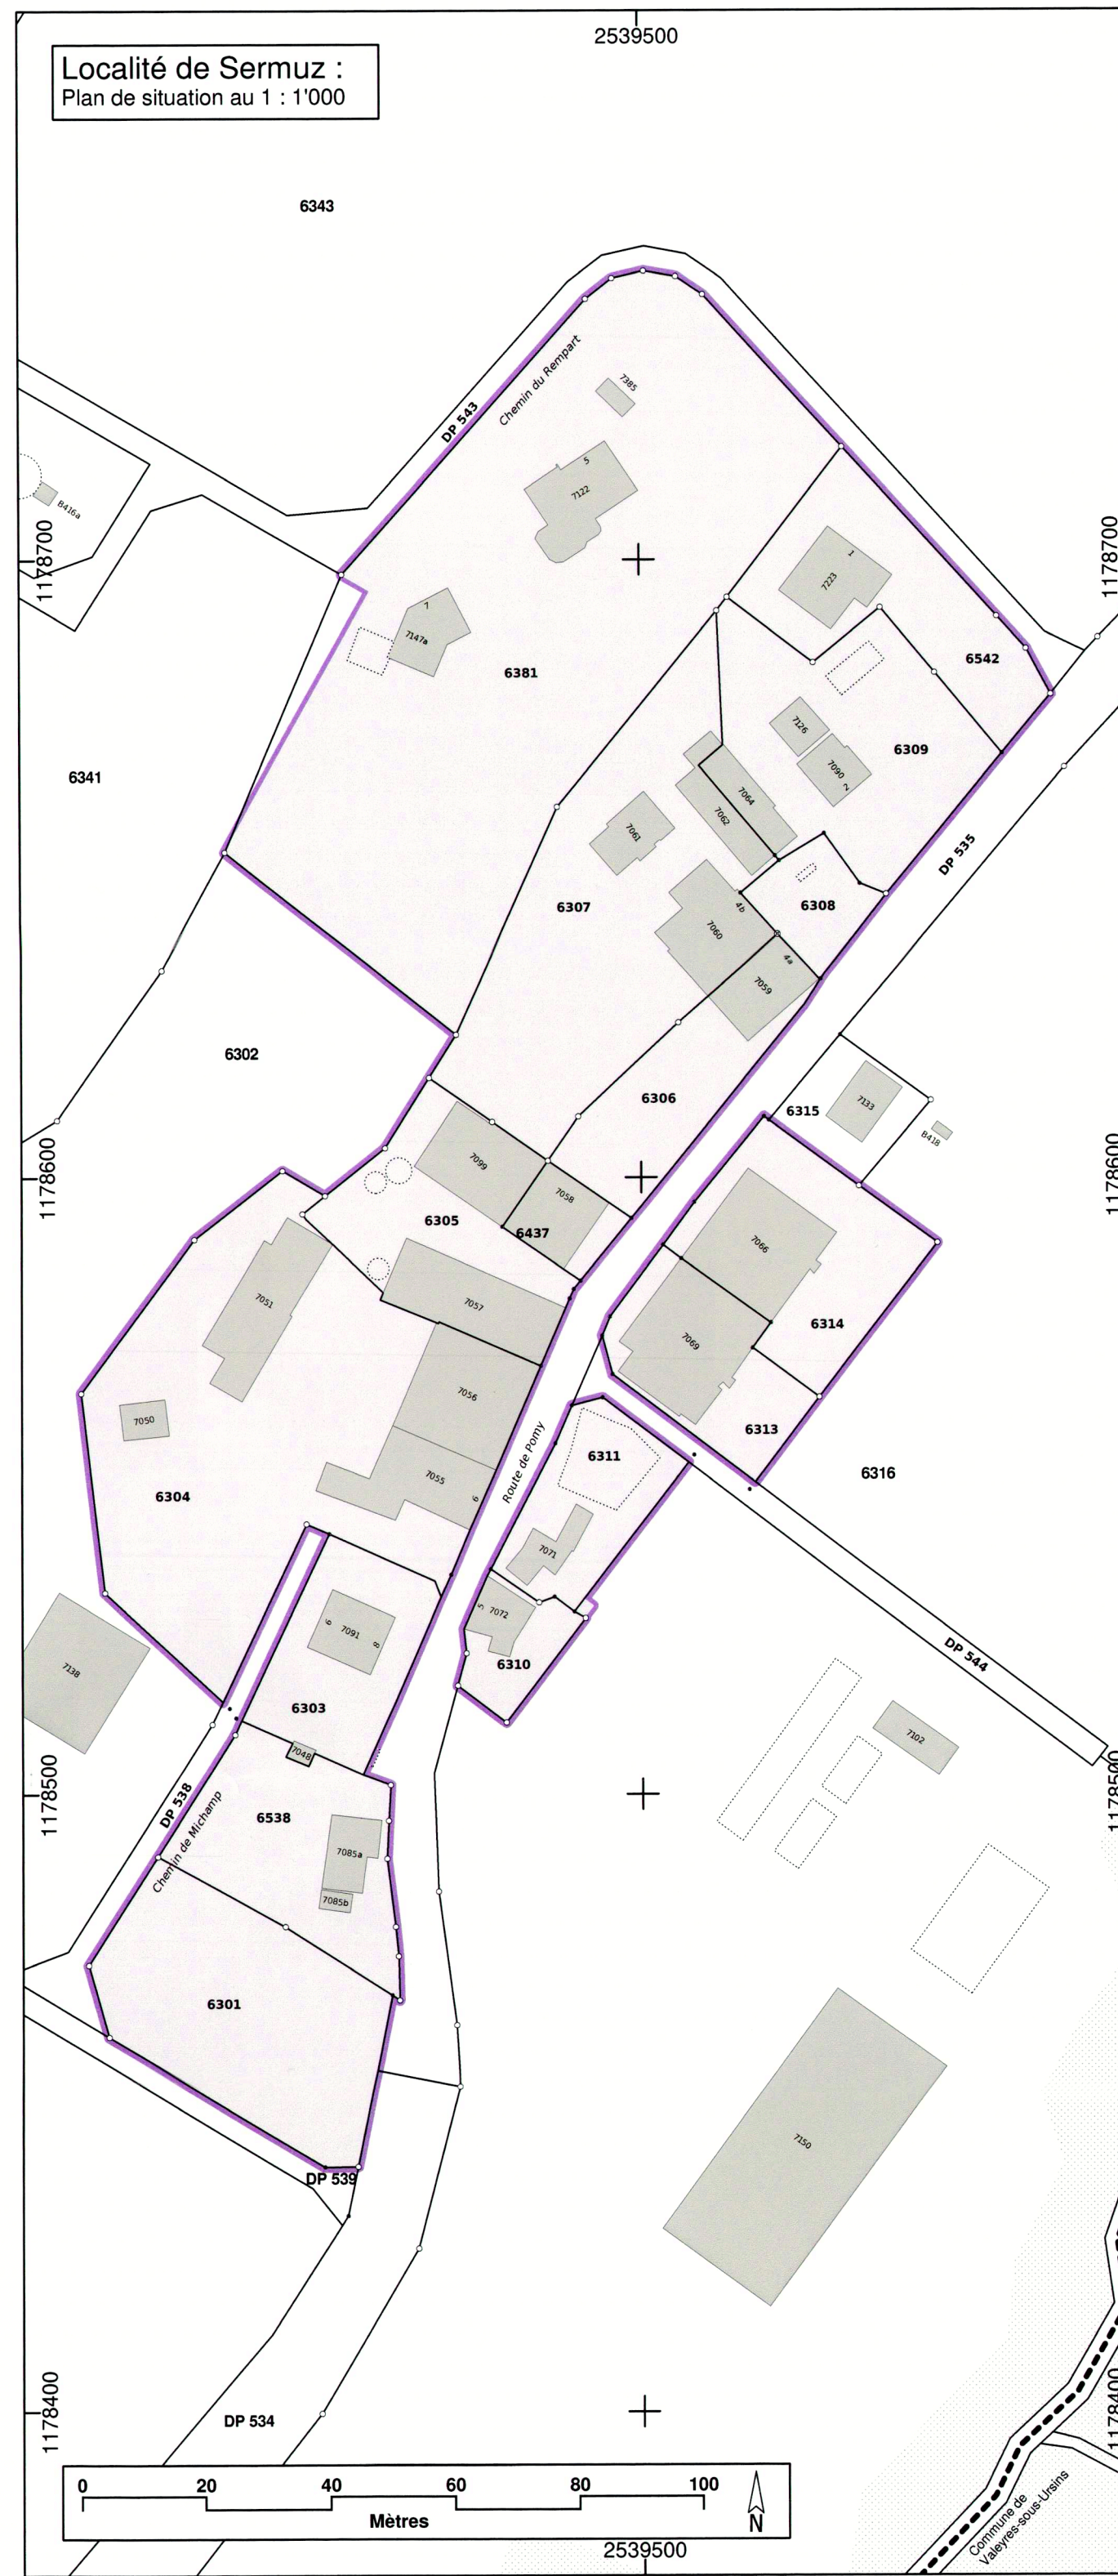 2539500
Localité de Sermuz :
Plan de situation au 1 : 1'000
6343
Chemin du Rempart
7385
DP 543
5
7122
B416a
1178700
1178700
1
7223
7
7147a
6542
6381
7126
6309
6341
7090
2
7064
7062
7061
DP 535
6307
4b
6308
7060
4a
7059
6302
6306
7133
6315
B418
7099
1178600
1178600
7058
6305
6437
7066
7051
7057
6314
7069
7056
7050
6313
Route de Pomy
6311
6316
7055
6
6304
7071
5
7072
6
7091
8
6310
DP 544
7138
6303
7102
7048
1178500
1178500
DP 538
Chemin de Michamp
6538
7085a
7085b
6301
7150
DP 539
1178400
1178400
DP 534
0 20 40 60 80 100
Mètres
N
Commune de
Valeyres-sous-Ursins
2539500